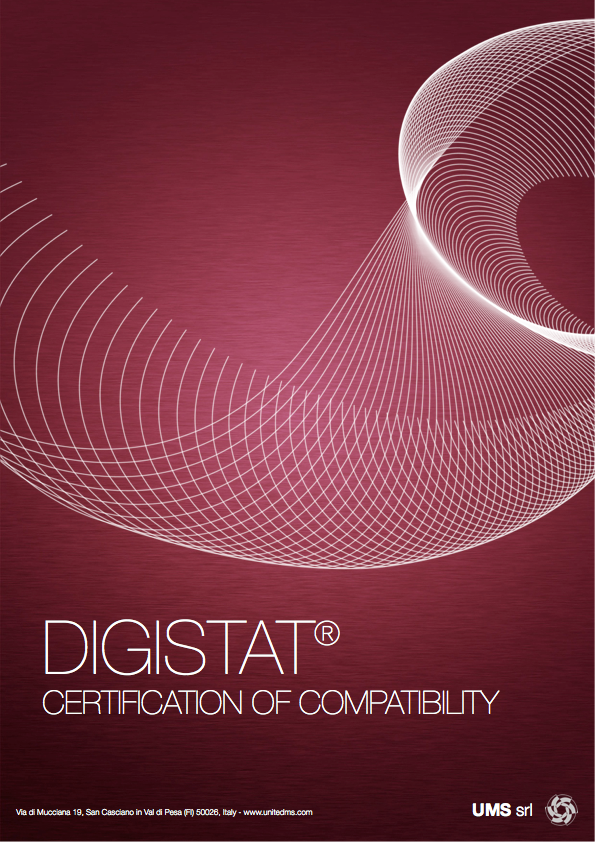 DIGISTAT®
CERTIFICATION OF COMPATIBILITY
Via di Mucciana 19, San Casciano in Val di Pesa (FI) 50026, Italy - www.unitedms.com
UMS srl